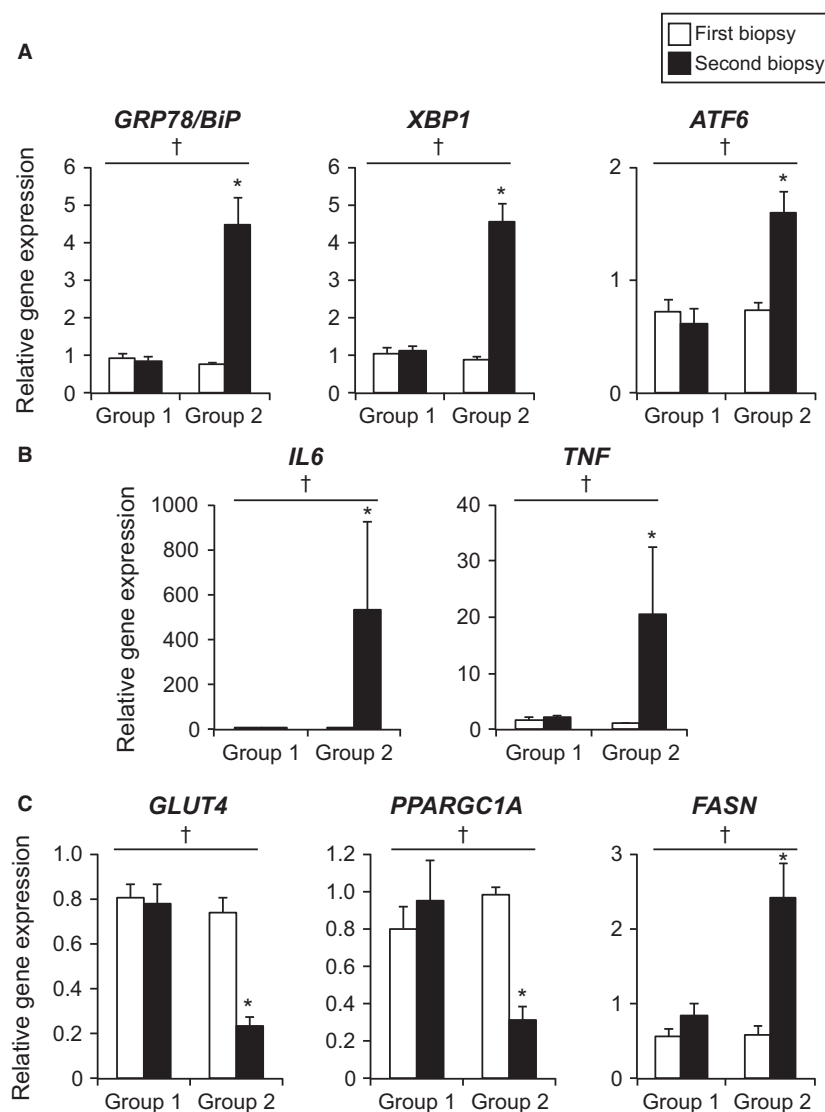 First biopsy
Second biopsy
A
GRP78/BiP XBP1 ATF6
† † †
6 6 2
* * *
5 5
4 4
3 3 1
2 2
1 1
0 0 0
Relative gene expression
Group 1 Group 2 Group 1 Group 2 Group 1 Group 2
B
IL6 TNF
† †
1000 40
* *
800 30
600 20
400
200 10
0 0
Relative gene expression
Group 1 Group 2 Group 1 Group 2
C
GLUT4 PPARGC1A FASN
† † †
1.0 1.2 3
* * *
0.8 1.0 2
0.6 0.8
0.4 0.6 1
0.2 0.4
0 0.2 0
0
Relative gene expression
Group 1 Group 2 Group 1 Group 2 Group 1 Group 2